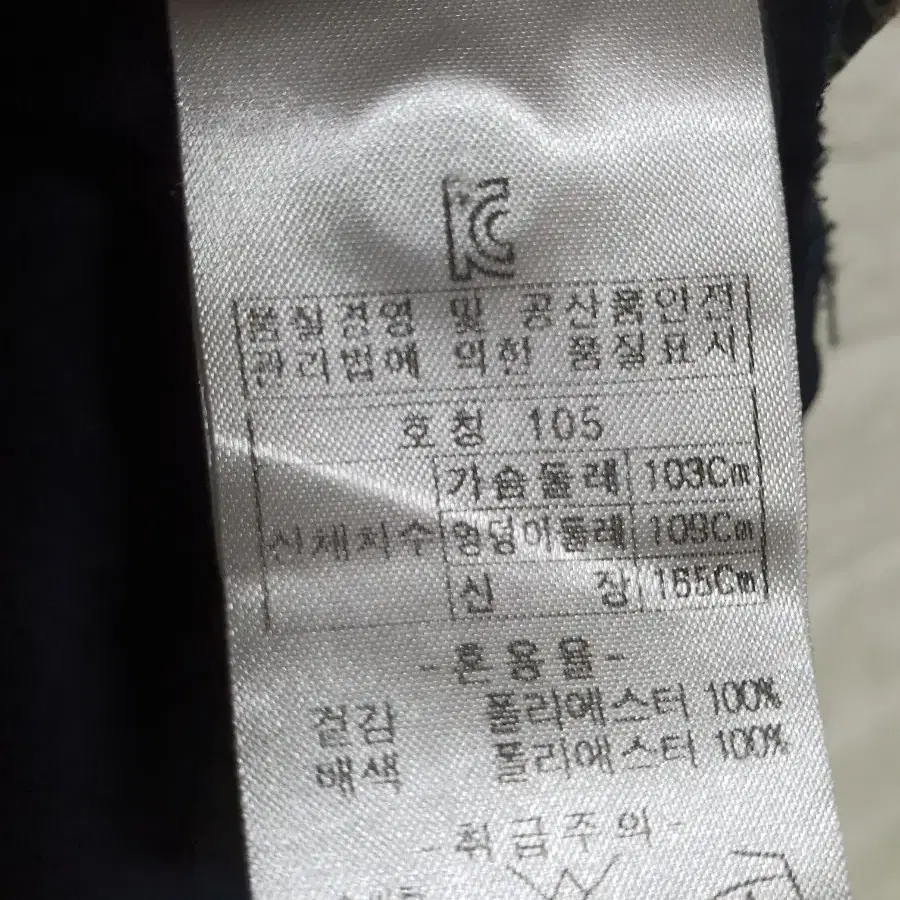 KC
품질경영 및 공산품안전
관리법에 의한 품질표시
호칭 105
가슴둘레 103Cm
신체치수 엉덩이둘레 109Cm
신 장 165Cm
-혼용율-
겉감 폴리에스터 100%
배색 폴리에스터 100%
-취급주의-